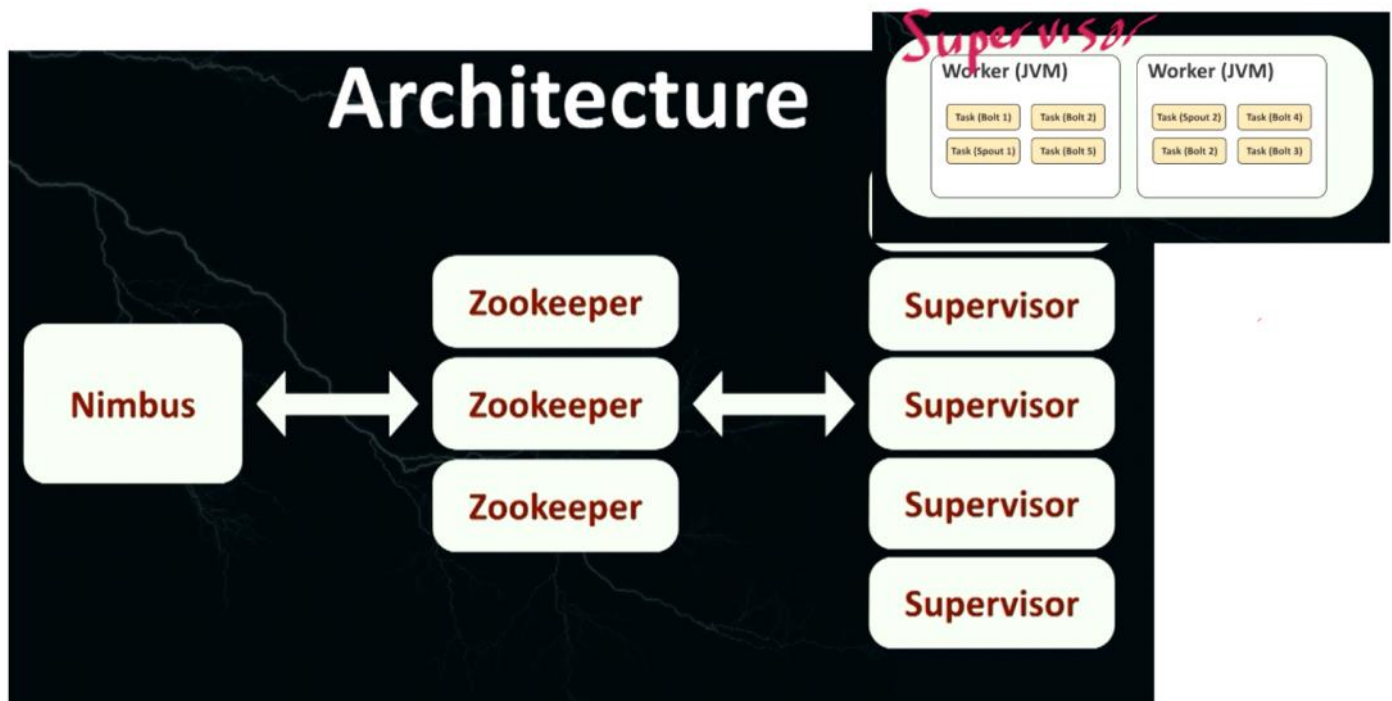 Architecture
Supervisor
Worker (JVM)
Task (Bolt 1)
Task (Bolt 2)
Task (Spout 1)
Task (Bolt 5)
Worker (JVM)
Task (Spout 2)
Task (Bolt 4)
Task (Bolt 2)
Task (Bolt 3)
Nimbus
Zookeeper
Zookeeper
Zookeeper
Supervisor
Supervisor
Supervisor
Supervisor